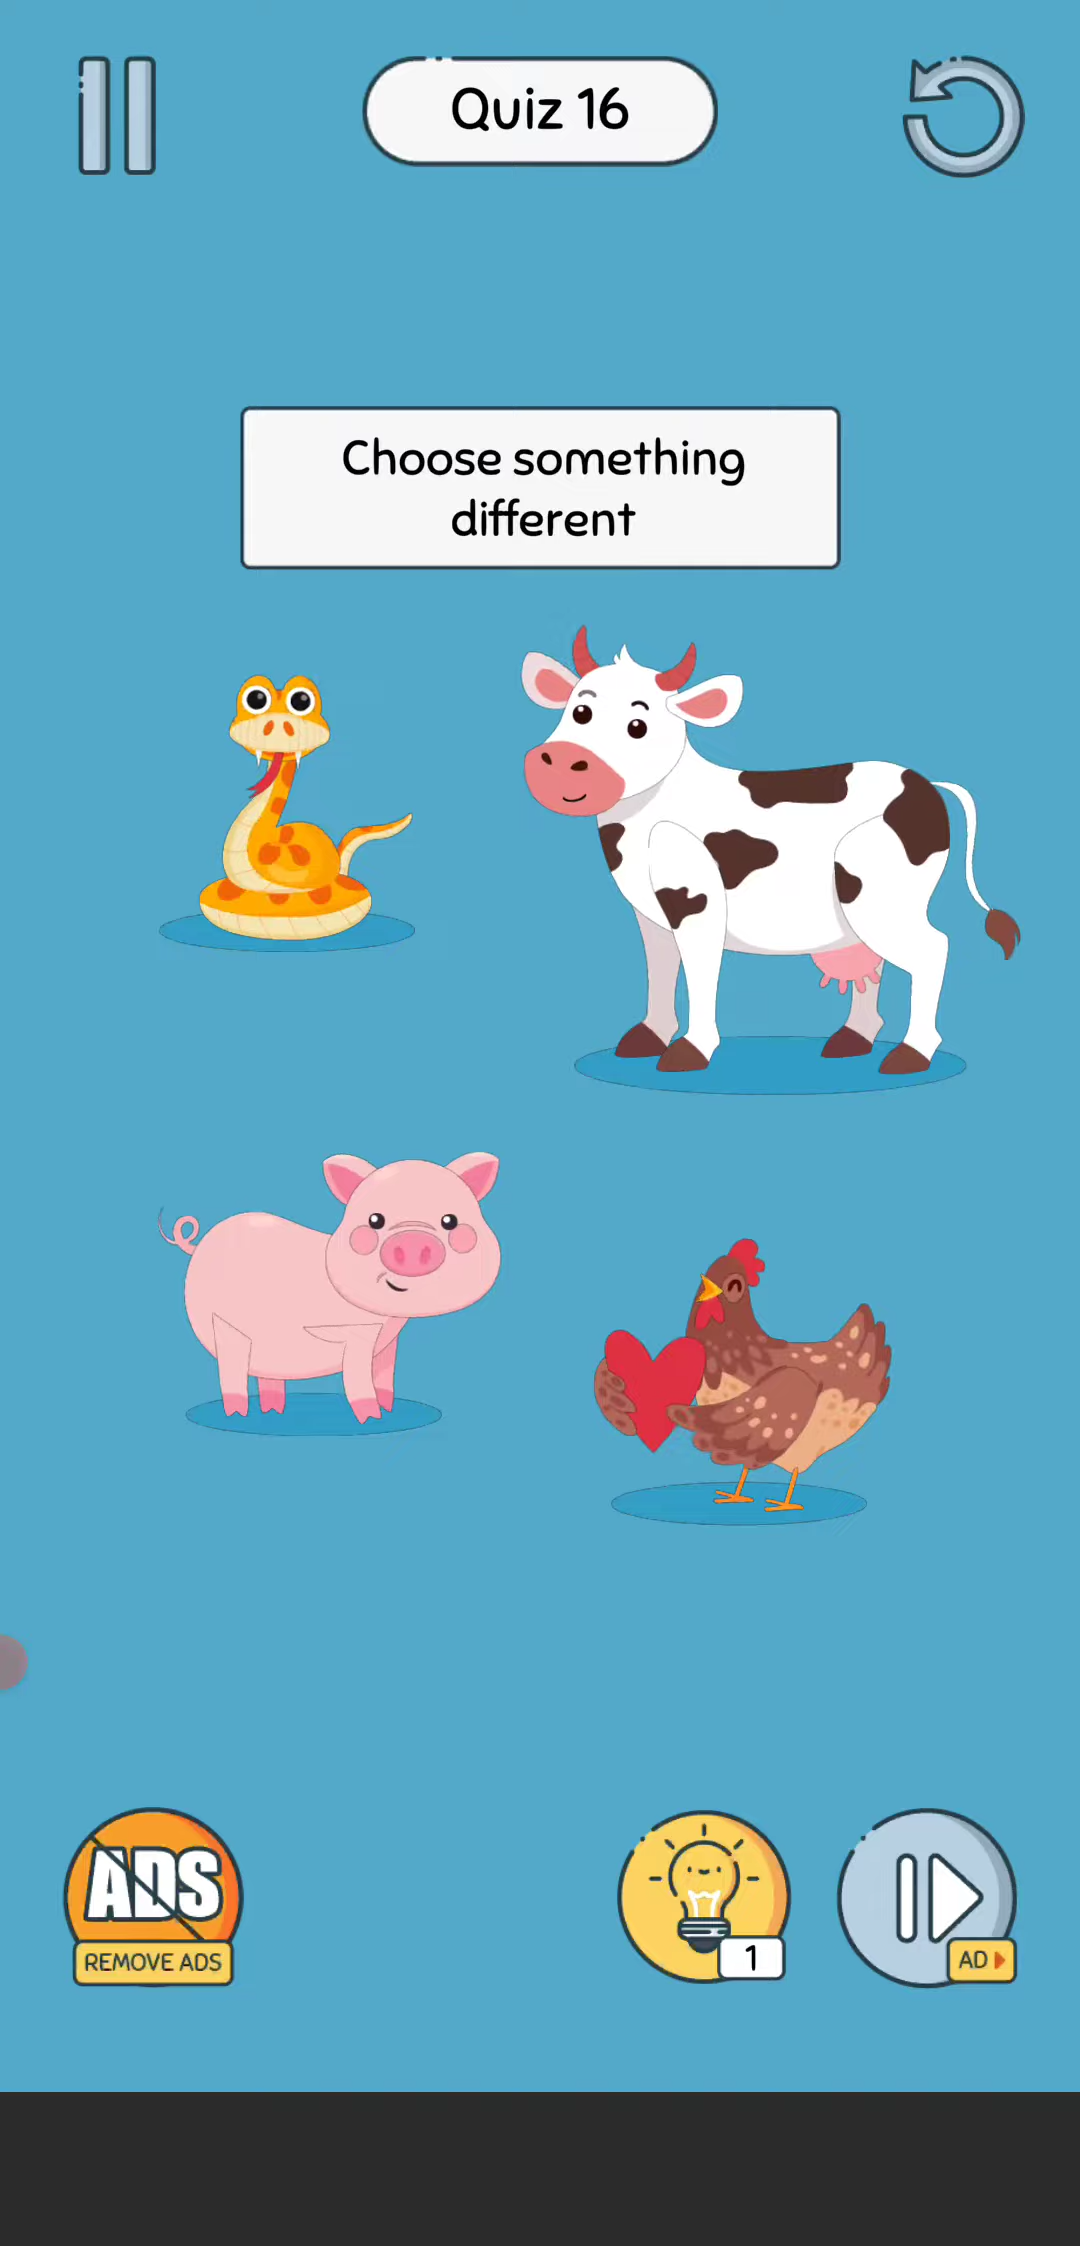 Quiz 16
Choose something
different
ADS
REMOVE ADS
1
AD